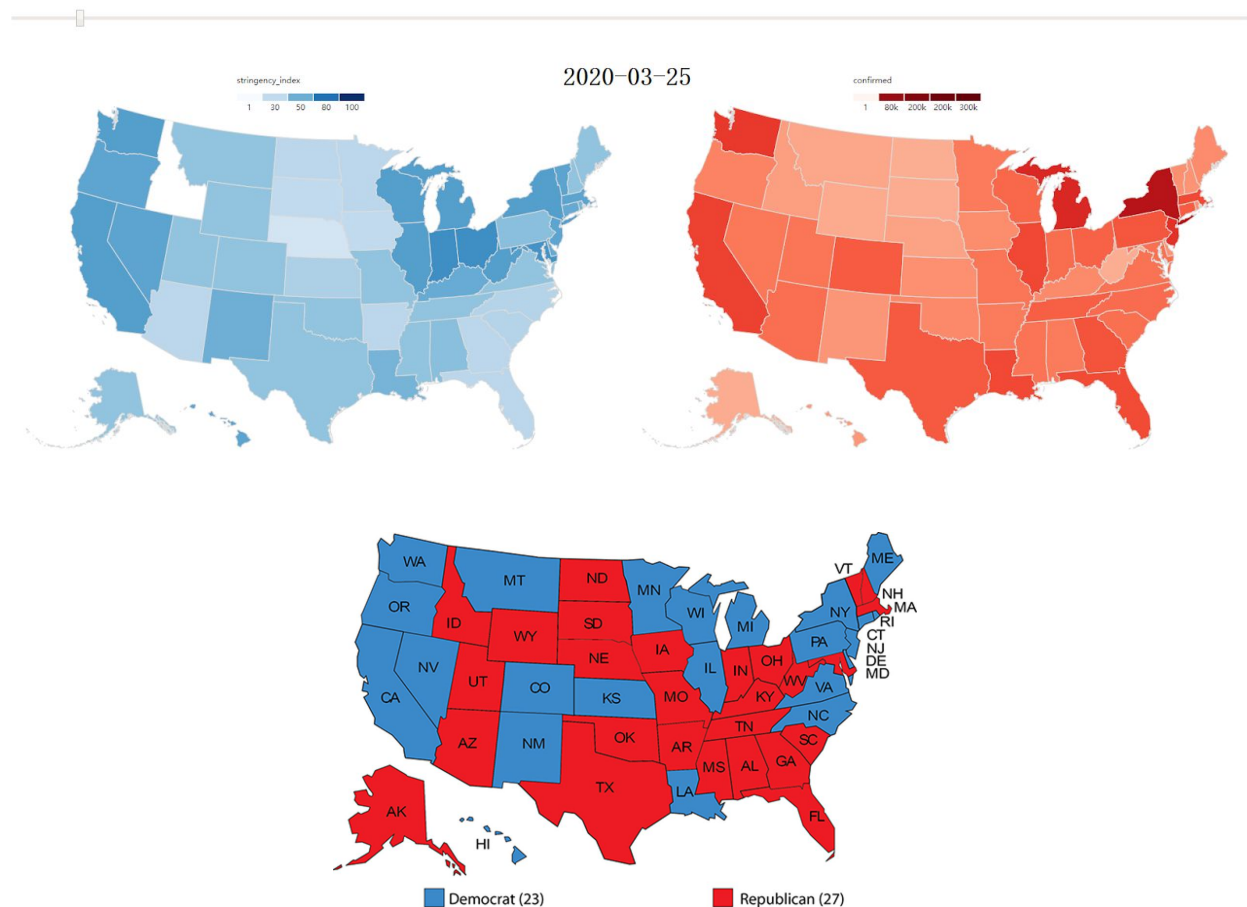 2020-03-25
stringency_index
1 30 50 80 100
confirmed
1 80k 200k 200k 300k
WA
MT
ND
MN
ME
VT
OR
ID
SD
WI
MI
NY
NH
MA
RI
WY
CT
NJ
DE
MD
NV
UT
NE
IA
IL
IN
OH
PA
CA
CO
KS
MO
KY
WV
VA
AZ
NM
OK
AR
TN
NC
SC
TX
MS
AL
GA
LA
FL
AK
HI
Democrat (23)
Republican (27)